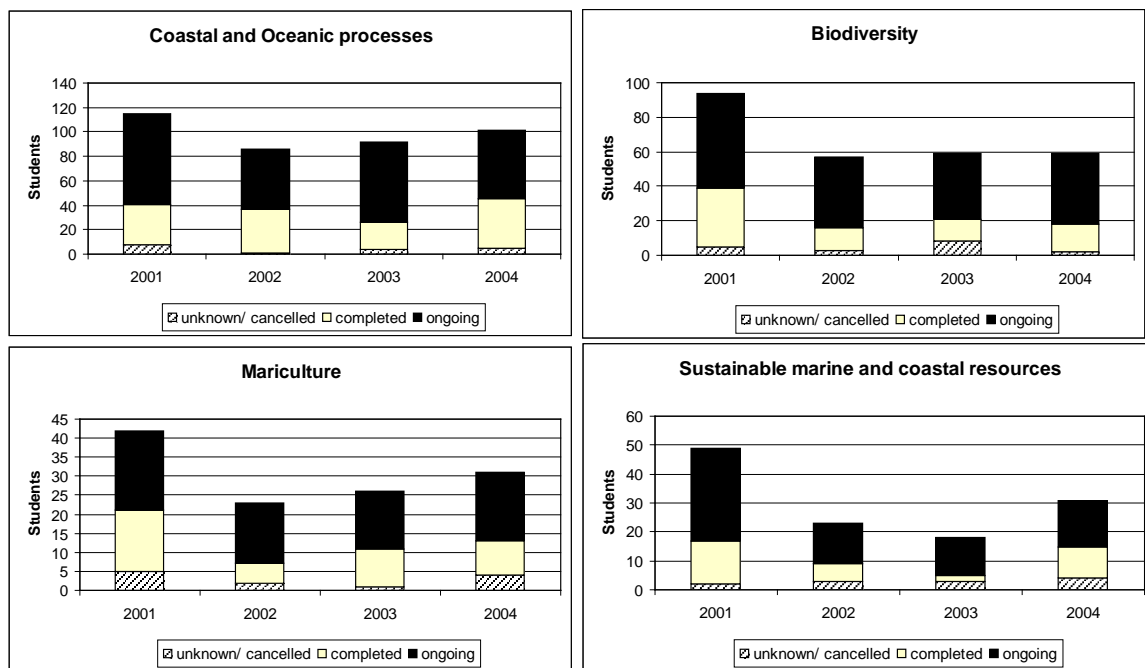 Coastal and Oceanic processes
Students
140
120
100
80
60
40
20
0
2001 2002 2003 2004
unknown/ cancelled completed ongoing
Biodiversity
Students
100
80
60
40
20
0
2001 2002 2003 2004
unknown/ cancelled completed ongoing
Mariculture
Students
45
40
35
30
25
20
15
10
5
0
2001 2002 2003 2004
unknown/ cancelled completed ongoing
Sustainable marine and coastal resources
Students
60
50
40
30
20
10
0
2001 2002 2003 2004
unknown/ cancelled completed ongoing